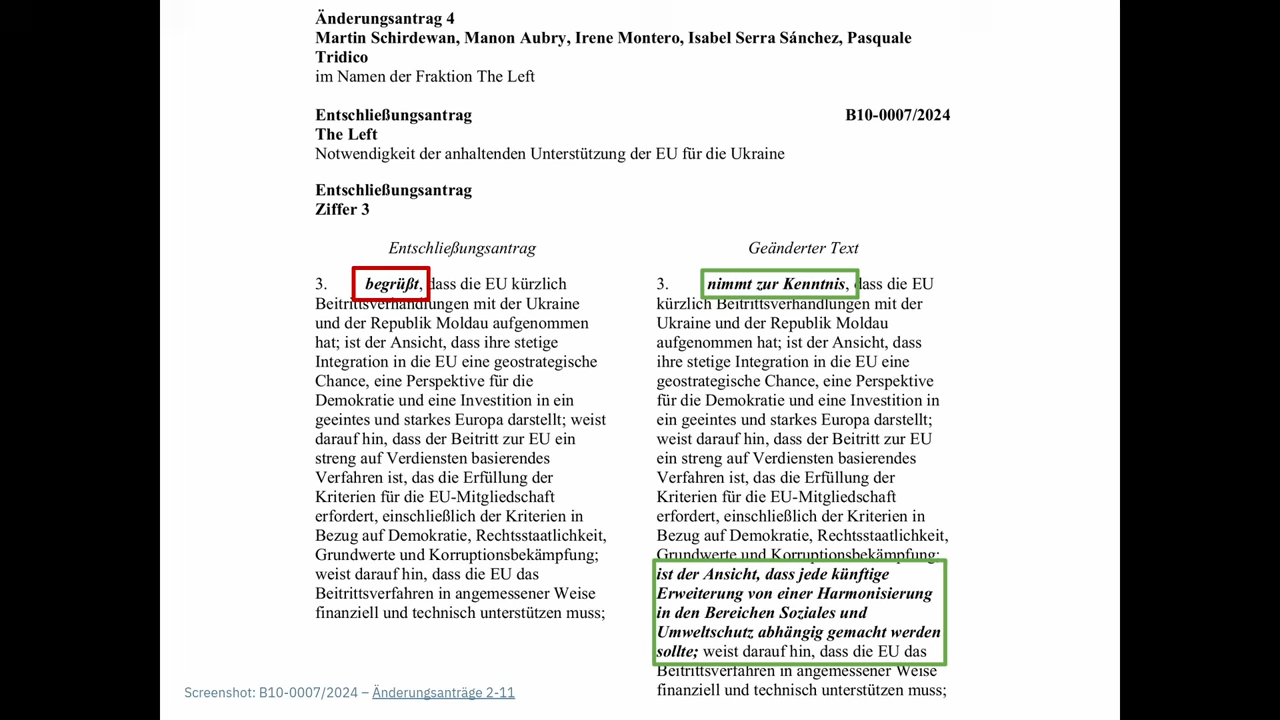 Änderungsantrag 4
Martin Schirdewan, Manon Aubry, Irene Montero, Isabel Serra Sánchez, Pasquale
Tridico
im Namen der Fraktion The Left
Entschließungsantrag B10-0007/2024
The Left
Notwendigkeit der anhaltenden Unterstützung der EU für die Ukraine
Entschließungsantrag
Ziffer 3
Entschließungsantrag
3. begrüßt, dass die EU kürzlich
Beitrittsverhandlungen mit der Ukraine
und der Republik Moldau aufgenommen
hat; ist der Ansicht, dass ihre stetige
Integration in die EU eine geostrategische
Chance, eine Perspektive für die
Demokratie und eine Investition in ein
geeintes und starkes Europa darstellt; weist
darauf hin, dass der Beitritt zur EU ein
streng auf Verdiensten basierendes
Verfahren ist, das die Erfüllung der
Kriterien für die EU-Mitgliedschaft
erfordert, einschließlich der Kriterien in
Bezug auf Demokratie, Rechtsstaatlichkeit,
Grundwerte und Korruptionsbekämpfung;
weist darauf hin, dass die EU das
Beitrittsverfahren in angemessener Weise
finanziell und technisch unterstützen muss;
Geänderter Text
3. nimmt zur Kenntnis, dass die EU
kürzlich Beitrittsverhandlungen mit der
Ukraine und der Republik Moldau
aufgenommen hat; ist der Ansicht, dass
ihre stetige Integration in die EU eine
geostrategische Chance, eine Perspektive
für die Demokratie und eine Investition in
ein geeintes und starkes Europa darstellt;
weist darauf hin, dass der Beitritt zur EU
ein streng auf Verdiensten basierendes
Verfahren ist, das die Erfüllung der
Kriterien für die EU-Mitgliedschaft
erfordert, einschließlich der Kriterien in
Bezug auf Demokratie, Rechtsstaatlichkeit,
Grundwerte und Korruptionsbekämpfung;
ist der Ansicht, dass jede künftige
Erweiterung von einer Harmonisierung
in den Bereichen Soziales und
Umweltschutz abhängig gemacht werden
sollte; weist darauf hin, dass die EU das
Beitrittsverfahren in angemessener Weise
finanziell und technisch unterstützen muss;
Screenshot: B10-0007/2024 – Änderungsanträge 2-11